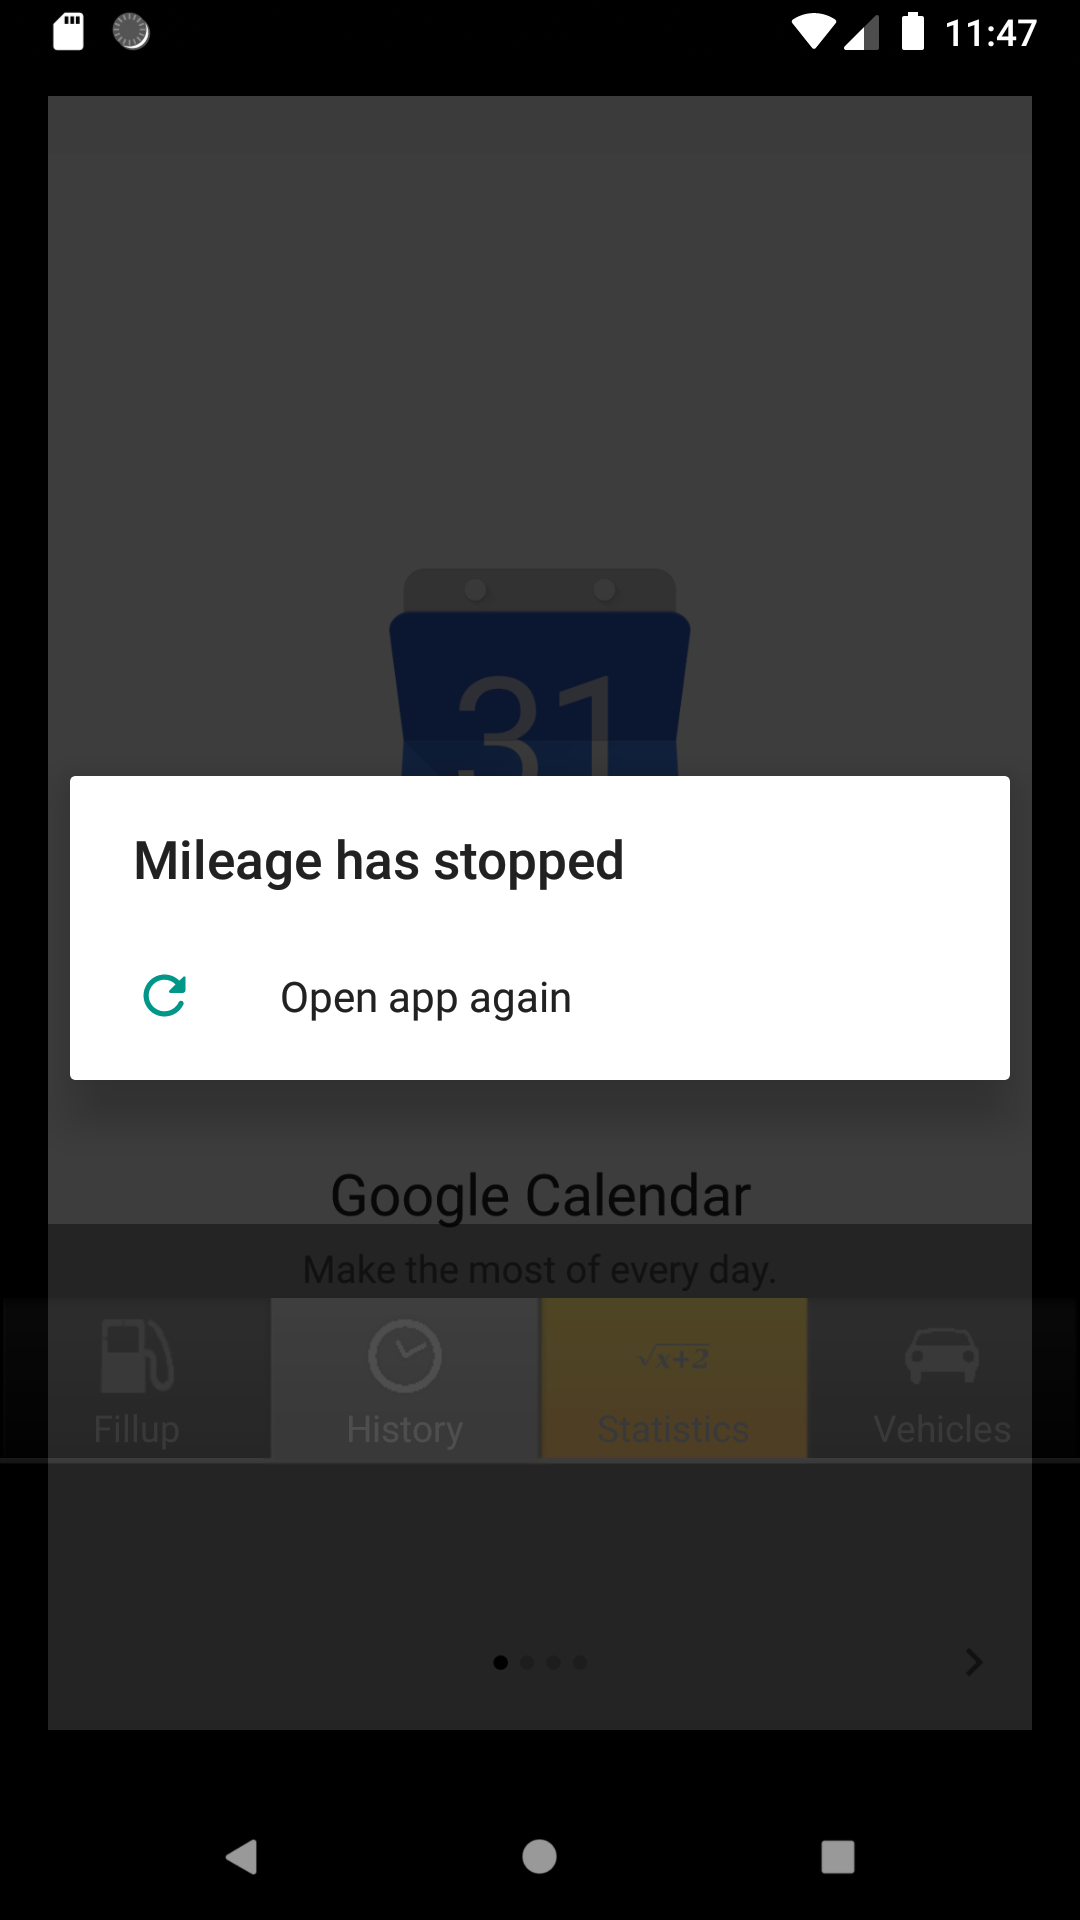 11:47
31
Mileage has stopped
Open app again
Google Calendar
Make the most of every day.
√x+2
Fillup
History
Statistics
Vehicles